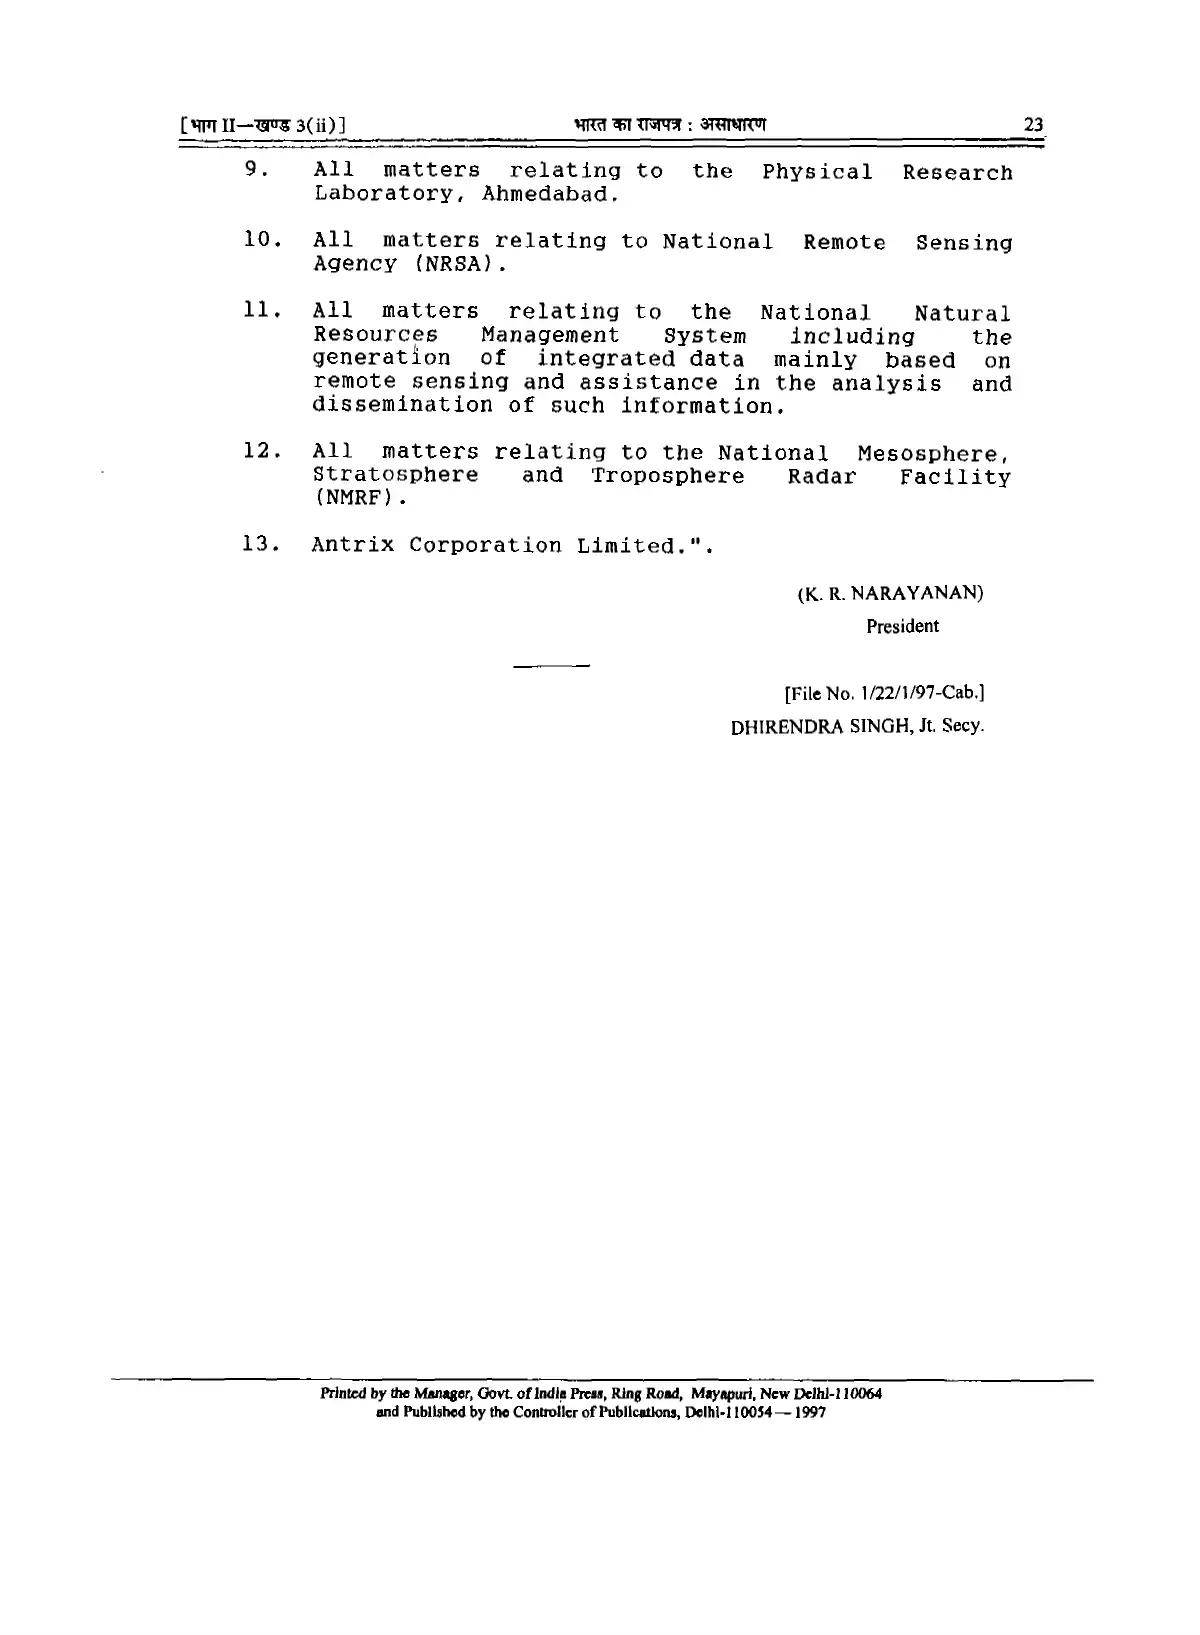 [भाग II—खण्ड 3(ii)] भारत का राजपत्र : असाधारण 23
9. All matters relating to the Physical Research
Laboratory, Ahmedabad.
10. All matters relating to National Remote Sensing
Agency (NRSA).
11. All matters relating to the National Natural
Resources Management System including the
generation of integrated data mainly based on
remote sensing and assistance in the analysis and
dissemination of such information.
12. All matters relating to the National Mesosphere,
Stratosphere and Troposphere Radar Facility
(NMRF).
13. Antrix Corporation Limited.".
(K. R. NARAYANAN)
President
[File No. 1/22/1/97-Cab.]
DHIRENDRA SINGH, Jt. Secy.
Printed by the Manager, Govt. of India Press, Ring Road, Mayapuri, New Delhi-110064
and Published by the Controller of Publications, Delhi-110054 — 1997